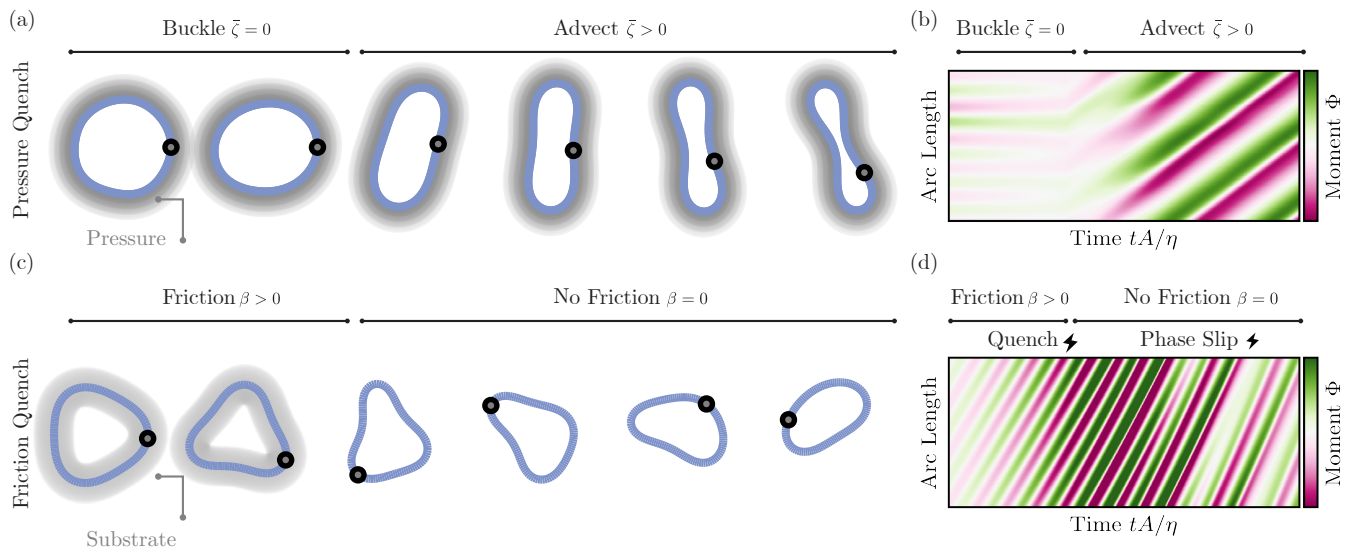 (a)
Buckle ζ̄ = 0
Advect ζ̄ > 0
Pressure Quench
Pressure
(b)
Buckle ζ̄ = 0
Advect ζ̄ > 0
Arc Length
Time tA/η
Moment Φ
(c)
Friction β > 0
No Friction β = 0
Friction Quench
Substrate
(d)
Friction β > 0
No Friction β = 0
Quench
Phase Slip
Arc Length
Time tA/η
Moment Φ